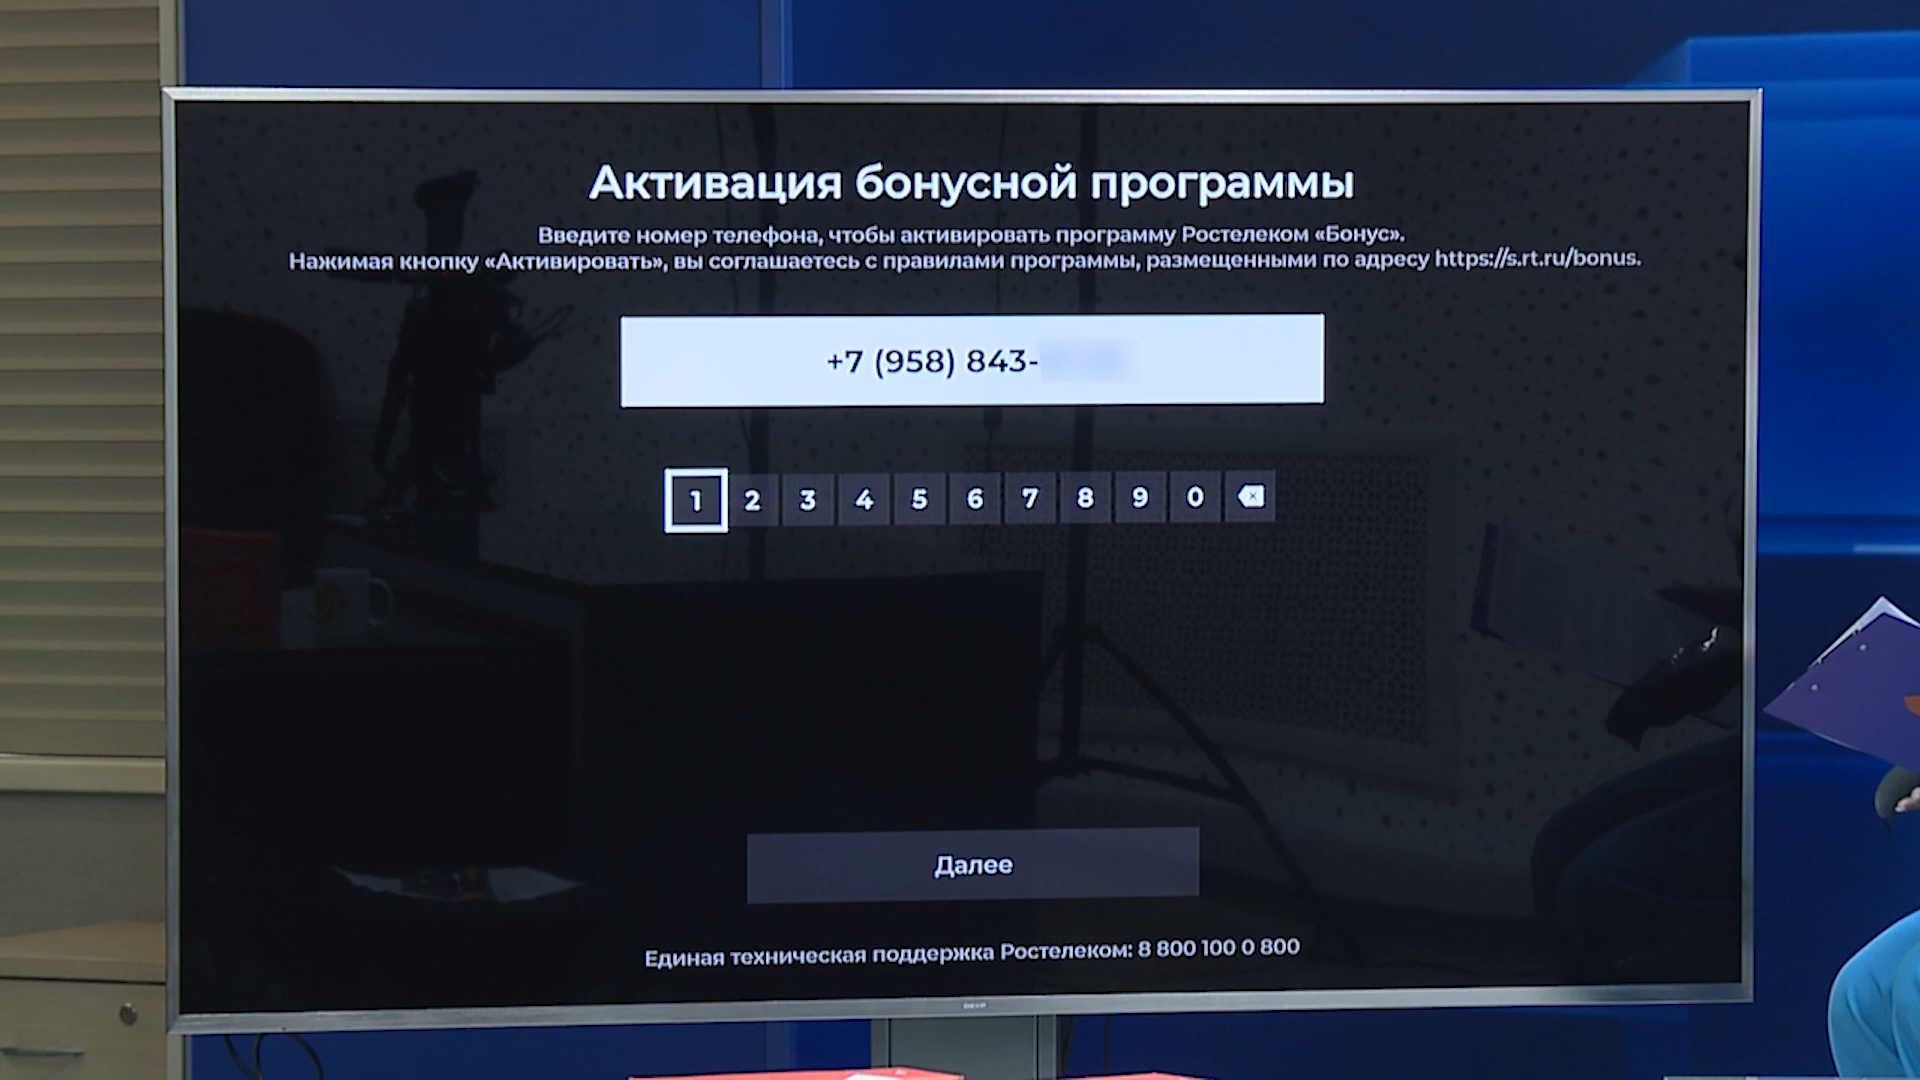 Активация бонусной программы
Введите номер телефона, чтобы активировать программу Ростелеком «Бонус».
Нажимая кнопку «Активировать», вы соглашаетесь с правилами программы, размещенными по адресу https://s.rt.ru/bonus.
+7 (958) 843-
1 2 3 4 5 6 7 8 9 0
Далее
Единая техническая поддержка Ростелеком: 8 800 100 0 800